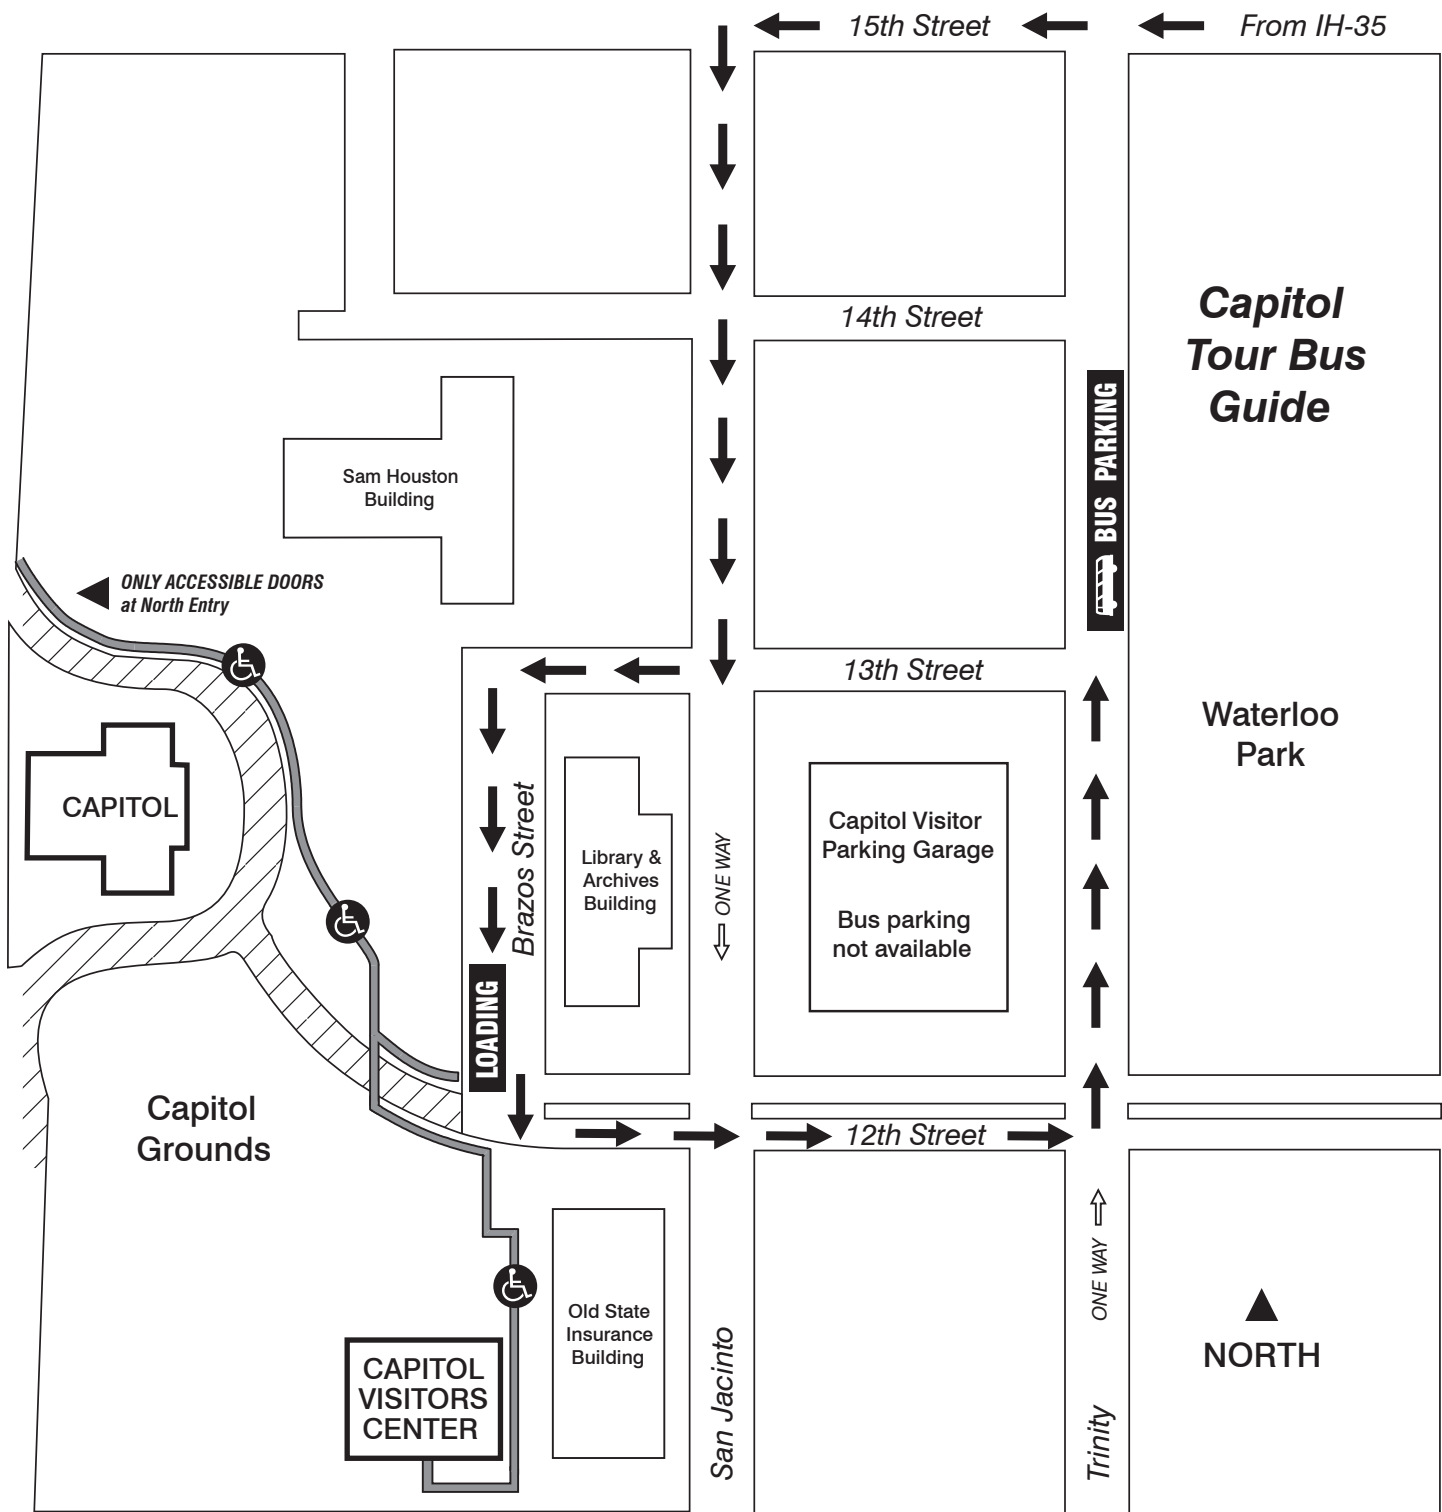 15th Street
From IH-35
Capitol
Tour Bus
Guide
14th Street
BUS PARKING
Sam Houston
Building
ONLY ACCESSIBLE DOORS
at North Entry
13th Street
Waterloo
Park
CAPITOL
Brazos Street
Library &
Archives
Building
ONE WAY
Capitol Visitor
Parking Garage
Bus parking
not available
LOADING
Capitol
Grounds
12th Street
ONE WAY
Old State
Insurance
Building
CAPITOL
VISITORS
CENTER
San Jacinto
Trinity
NORTH